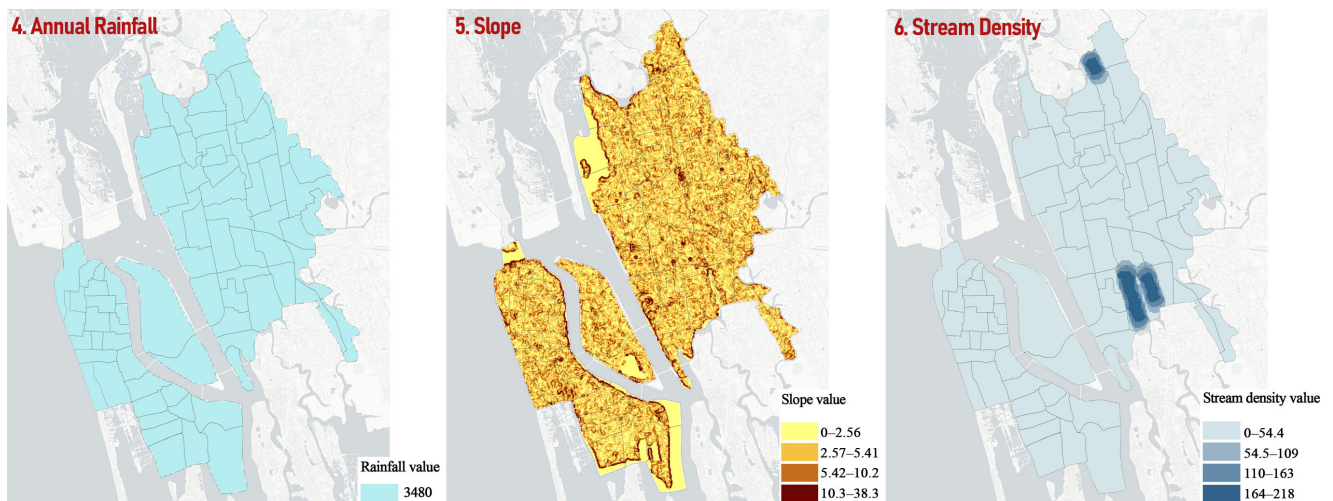 4. Annual Rainfall
Rainfall value
3480
5. Slope
Slope value
0–2.56
2.57–5.41
5.42–10.2
10.3–38.3
6. Stream Density
Stream density value
0–54.4
54.5–109
110–163
164–218